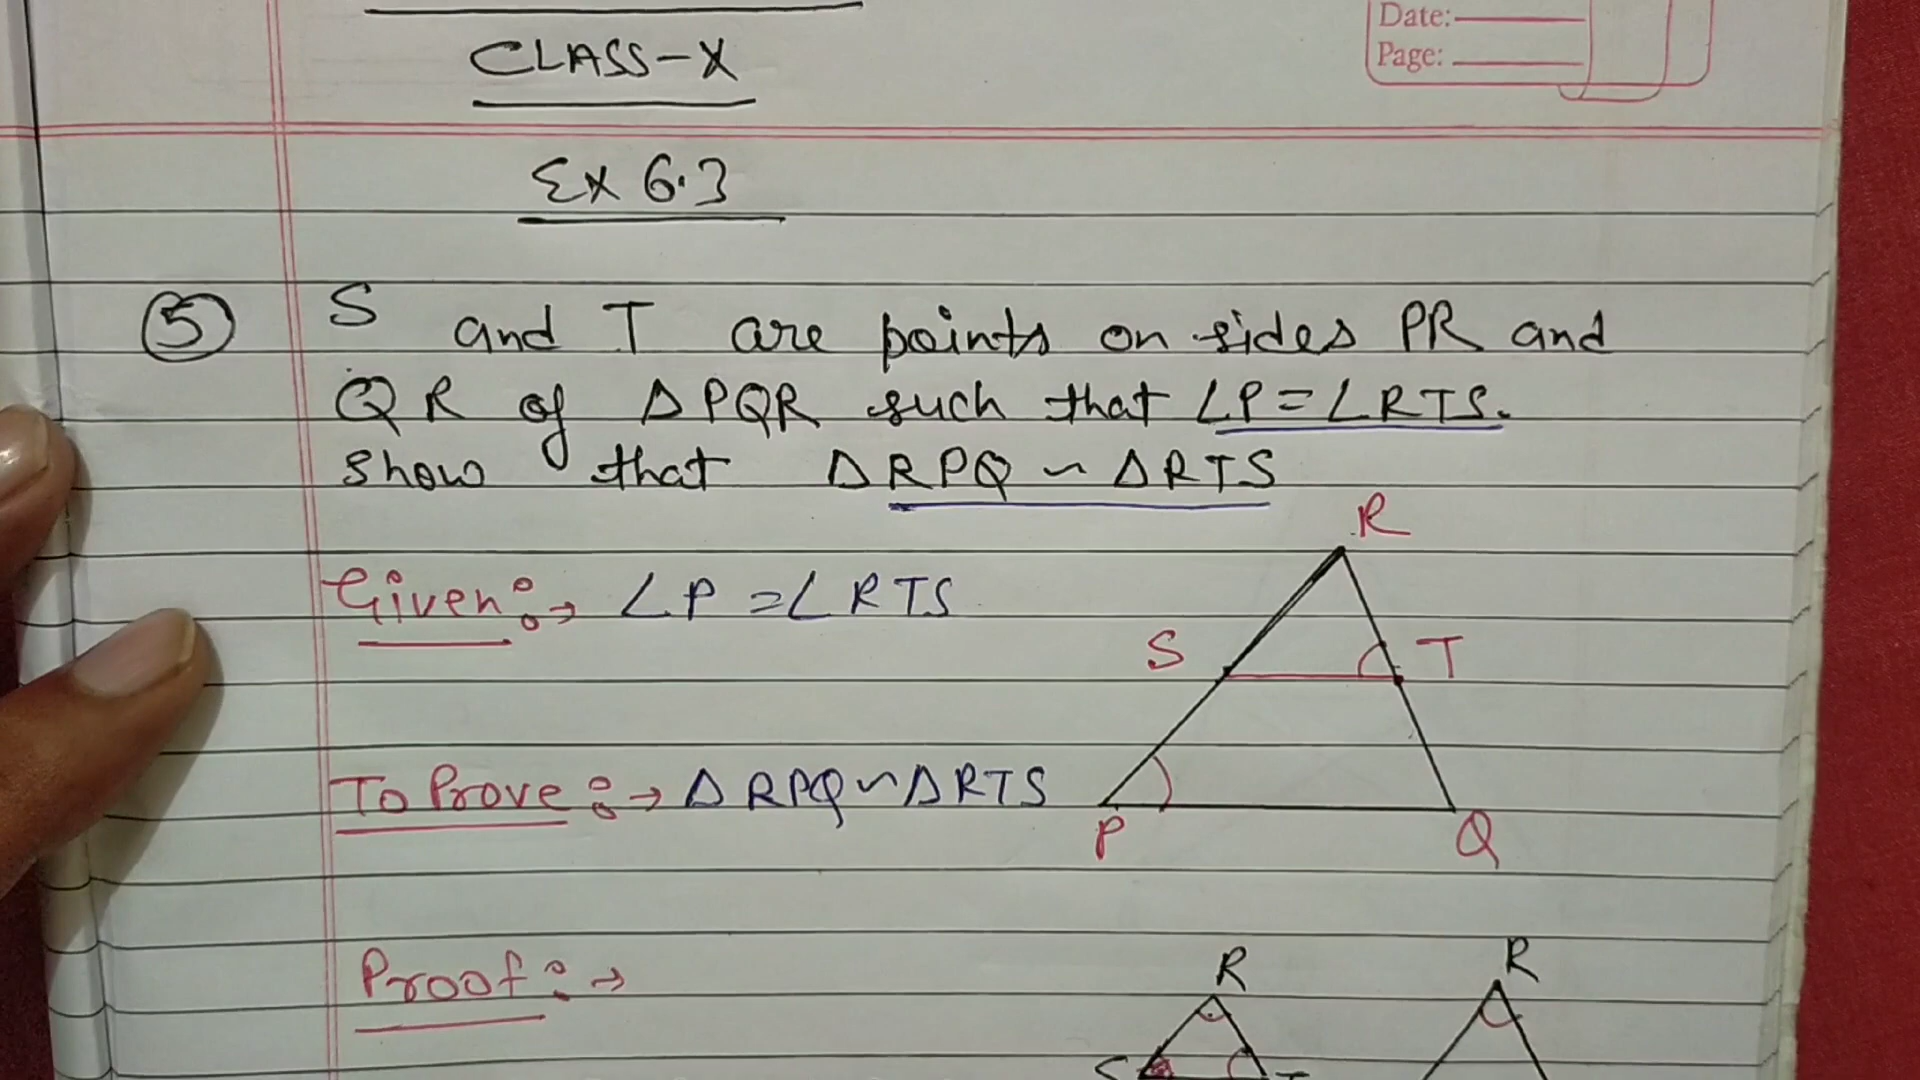 Date:
Page:
CLASS-X
Ex 6.3
5 S and T are points on sides PR and
QR of ΔPQR such that ∠P=∠RTS.
show that ΔRPQ ~ ΔRTS
R
Given:→ ∠P =∠RTS
S T
To Prove:→ ΔRPQ~ΔRTS
P Q
Proof:→
R R
S T